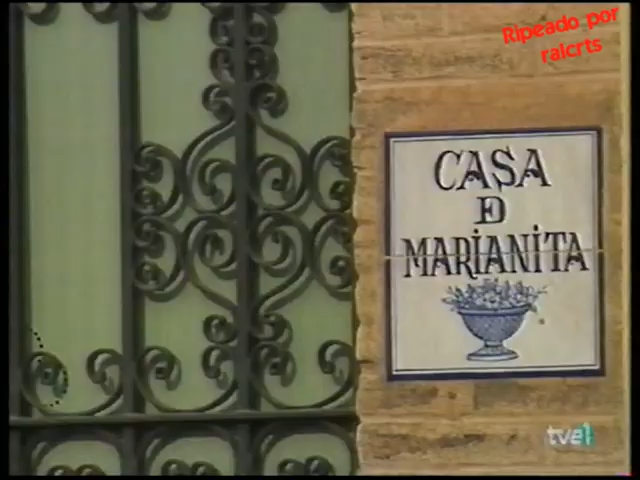 Ripeado por
ralcrts
CASA
D
MARIANITA
tve1